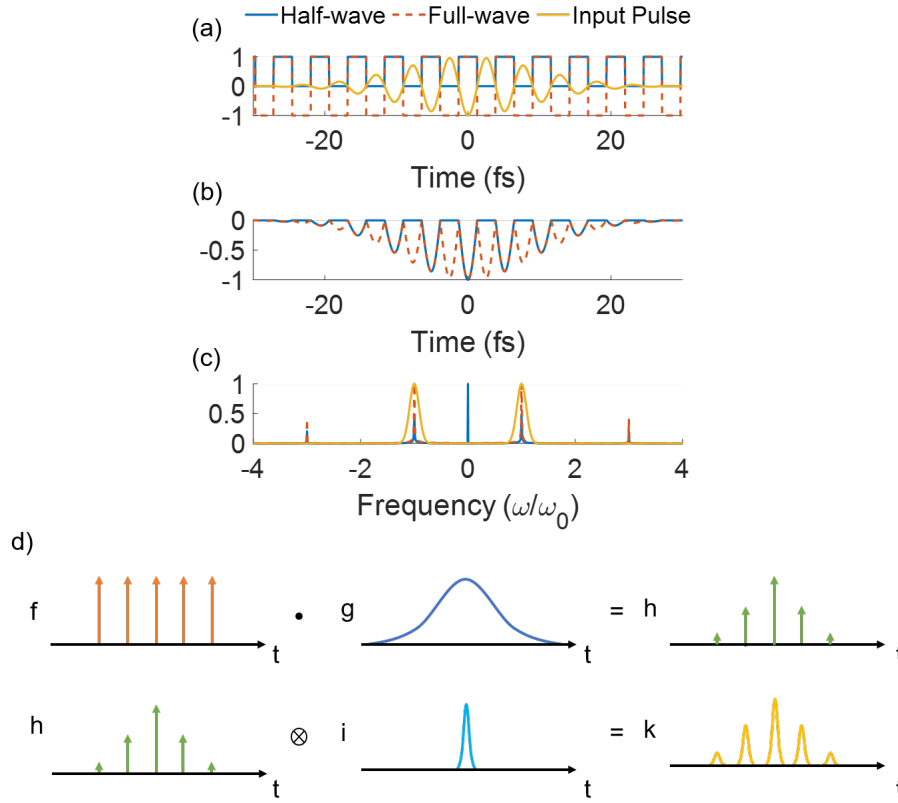 Half-wave Full-wave Input Pulse
(a)
1
0
-1
-20 0 20
Time (fs)
(b)
0
-0.5
-1
-20 0 20
Time (fs)
(c)
1
0.5
0
-4 -2 0 2 4
Frequency (ω/ω₀)
d)
f t • g t = h t
h t ⊗ i t = k t